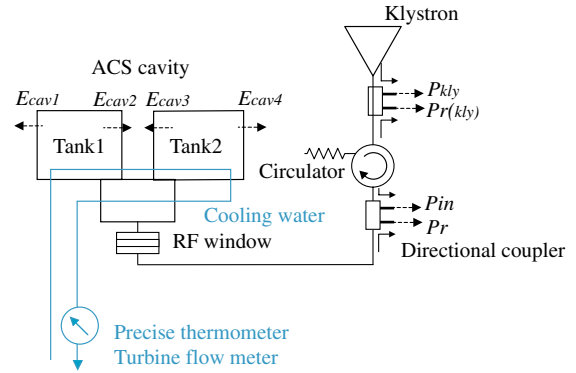 Klystron
ACS cavity
Ecav1 Ecav2 Ecav3 Ecav4
Pkly
Pr(kly)
Tank1 Tank2
Circulator
Pin
Pr
Cooling water
RF window
Directional coupler
Precise thermometer
Turbine flow meter